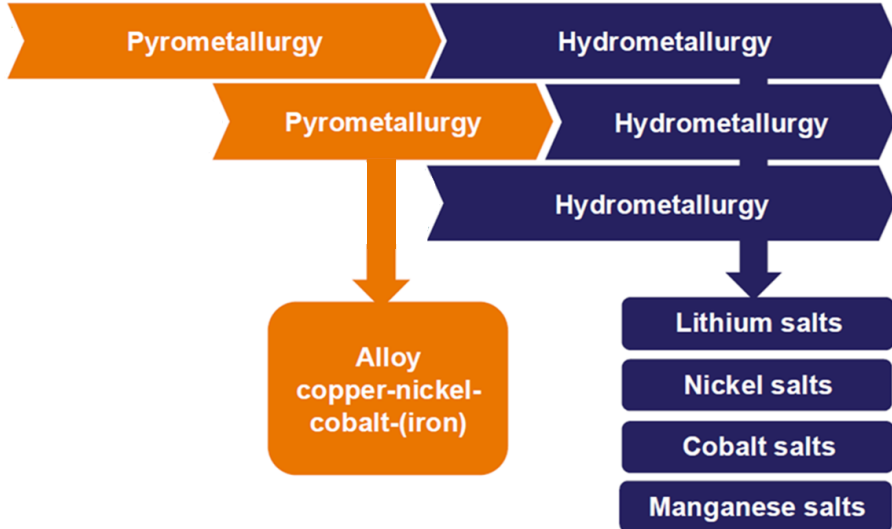 Pyrometallurgy
Hydrometallurgy
Pyrometallurgy
Hydrometallurgy
Hydrometallurgy
Alloy
copper-nickel-
cobalt-(iron)
Lithium salts
Nickel salts
Cobalt salts
Manganese salts